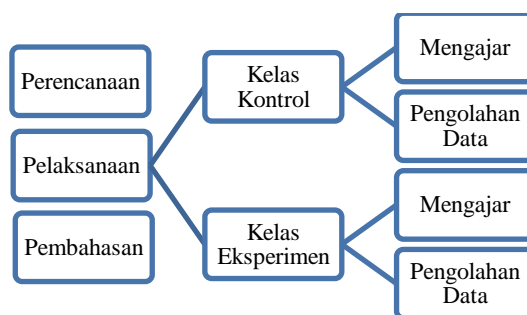 Perencanaan
Pelaksanaan
Pembahasan
Kelas
Kontrol
Kelas
Eksperimen
Mengajar
Pengolahan
Data
Mengajar
Pengolahan
Data